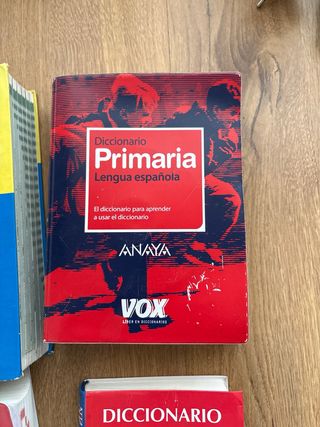 Diccionario
Primaria
Lengua española
El diccionario para aprender
a usar el diccionario
ANAYA
VOX
LÍDER EN DICCIONARIOS
DICCIONARIO